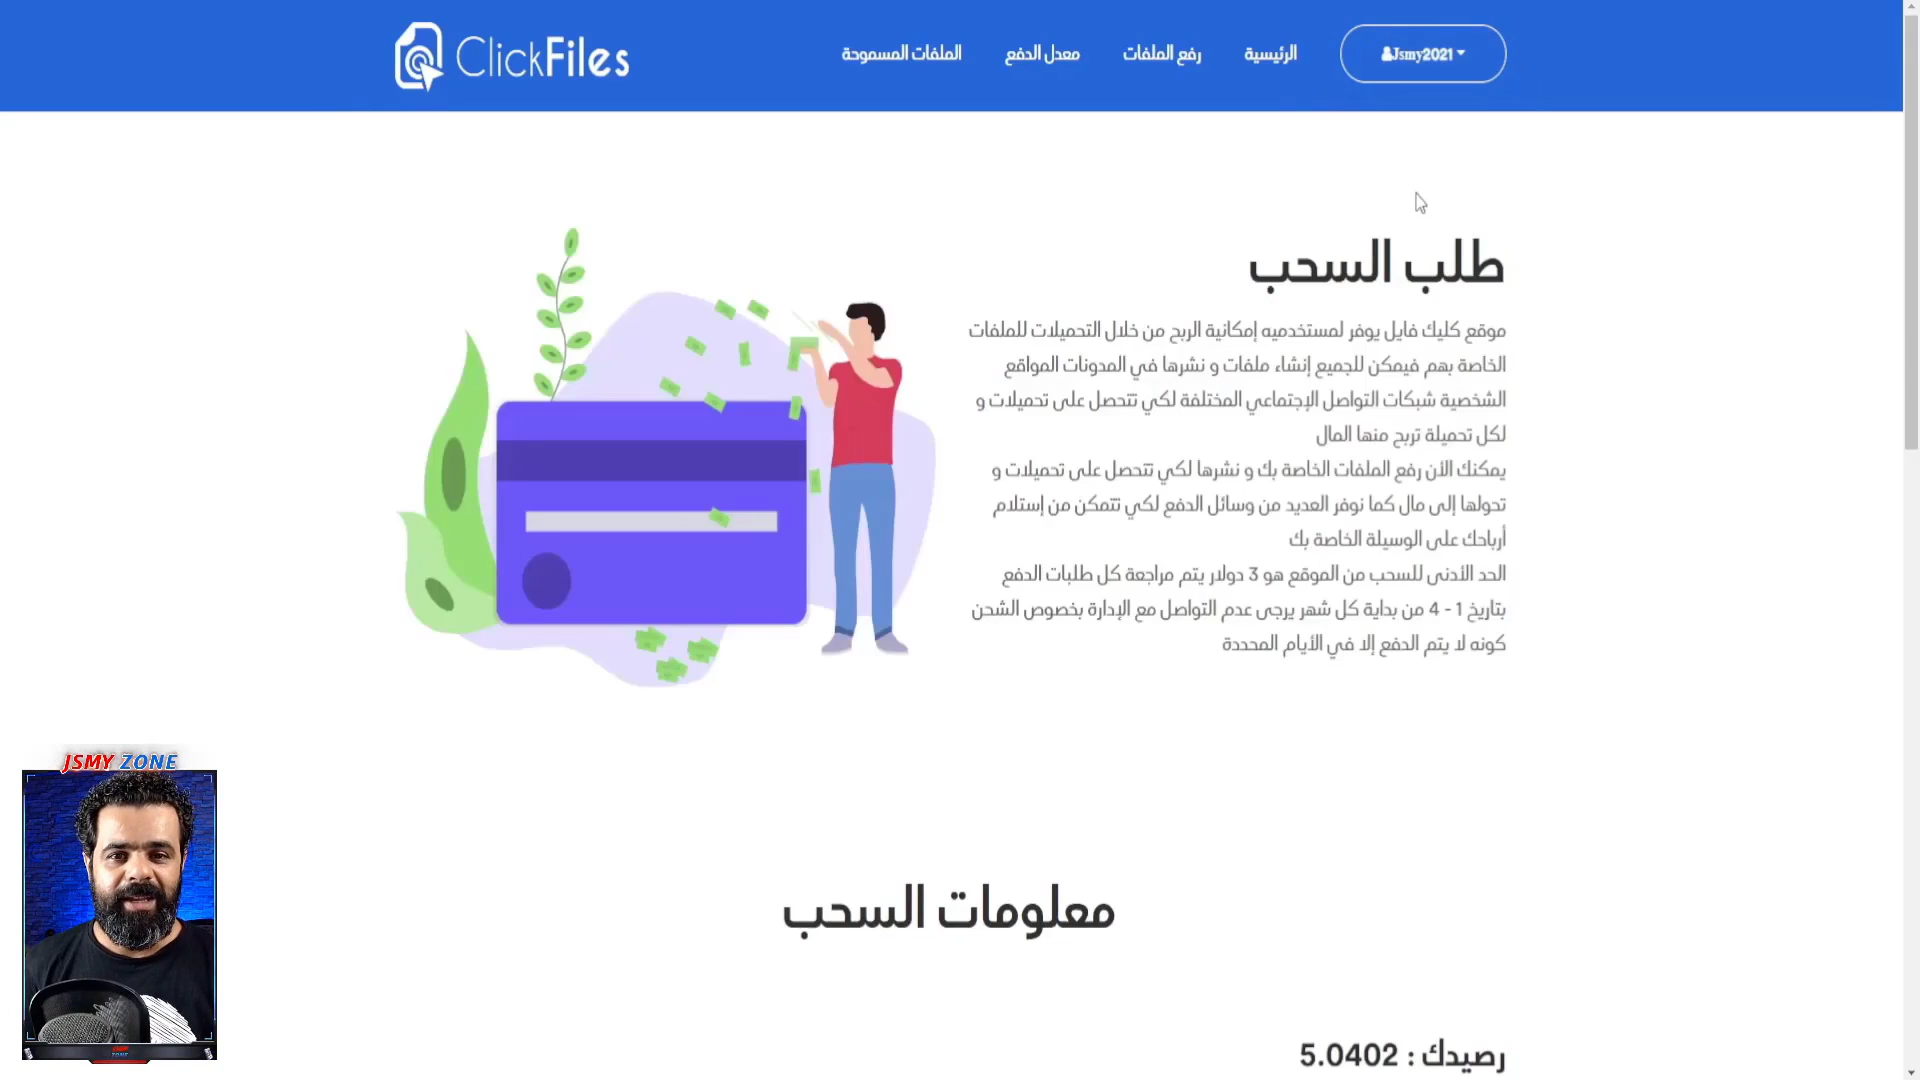 ClickFiles
Jsmy2021
الرئيسية
رفع الملفات
معدل الدفع
الملفات المسموحة
طلب السحب
موقع كليك فايل يوفر لمستخدميه إمكانية الربح من خلال التحميلات للملفات
الخاصة بهم فيمكن للجميع إنشاء ملفات و نشرها في المدونات المواقع
الشخصية شبكات التواصل الإجتماعي المختلفة لكي تتحصل على تحميلات و
لكل تحميلة تربح منها المال
يمكنك الأن رفع الملفات الخاصة بك و نشرها لكي تتحصل على تحميلات و
تحولها إلى مال كما نوفر العديد من وسائل الدفع لكي تتمكن من إستلام
أرباحك على الوسيلة الخاصة بك
الحد الأدنى للسحب من الموقع هو 3 دولار يتم مراجعة كل طلبات الدفع
بتاريخ 1 - 4 من بداية كل شهر يرجى عدم التواصل مع الإدارة بخصوص الشحن
كونه لا يتم الدفع إلا في الأيام المحددة
JSMY ZONE
معلومات السحب
رصيدك : 5.0402